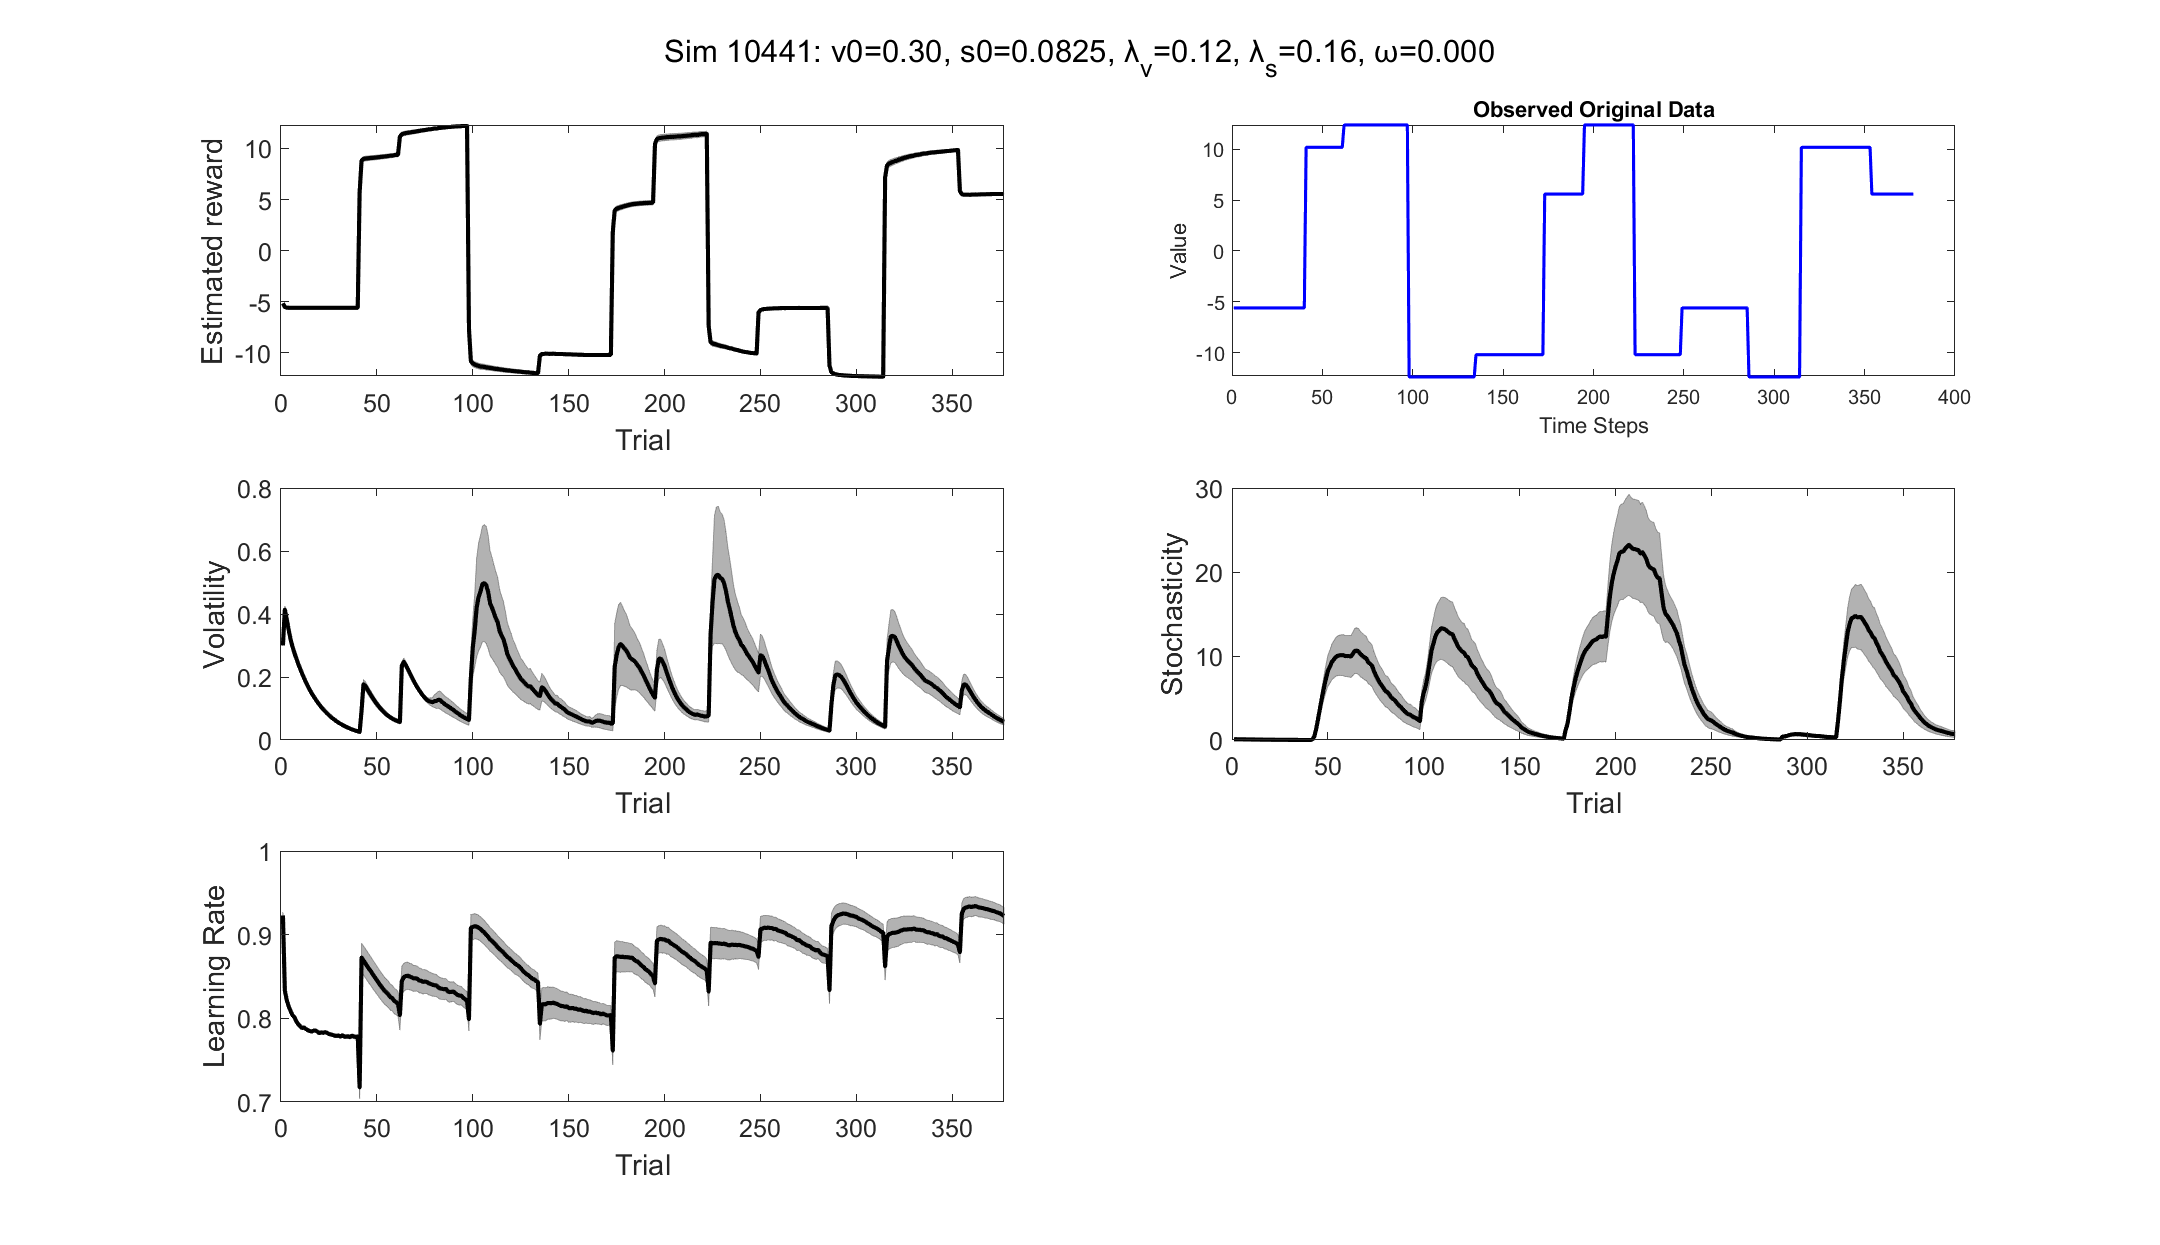 Sim 10441: v0=0.30, s0=0.0825, λ_v=0.12, λ_s=0.16, ω=0.000
Estimated reward
10
5
0
-5
-10
0 50 100 150 200 250 300 350
Trial
Observed Original Data
Value
10
5
0
-5
-10
0 50 100 150 200 250 300 350 400
Time Steps
Volatility
0.8
0.6
0.4
0.2
0
0 50 100 150 200 250 300 350
Trial
Stochasticity
30
20
10
0
0 50 100 150 200 250 300 350
Trial
Learning Rate
1
0.9
0.8
0.7
0 50 100 150 200 250 300 350
Trial